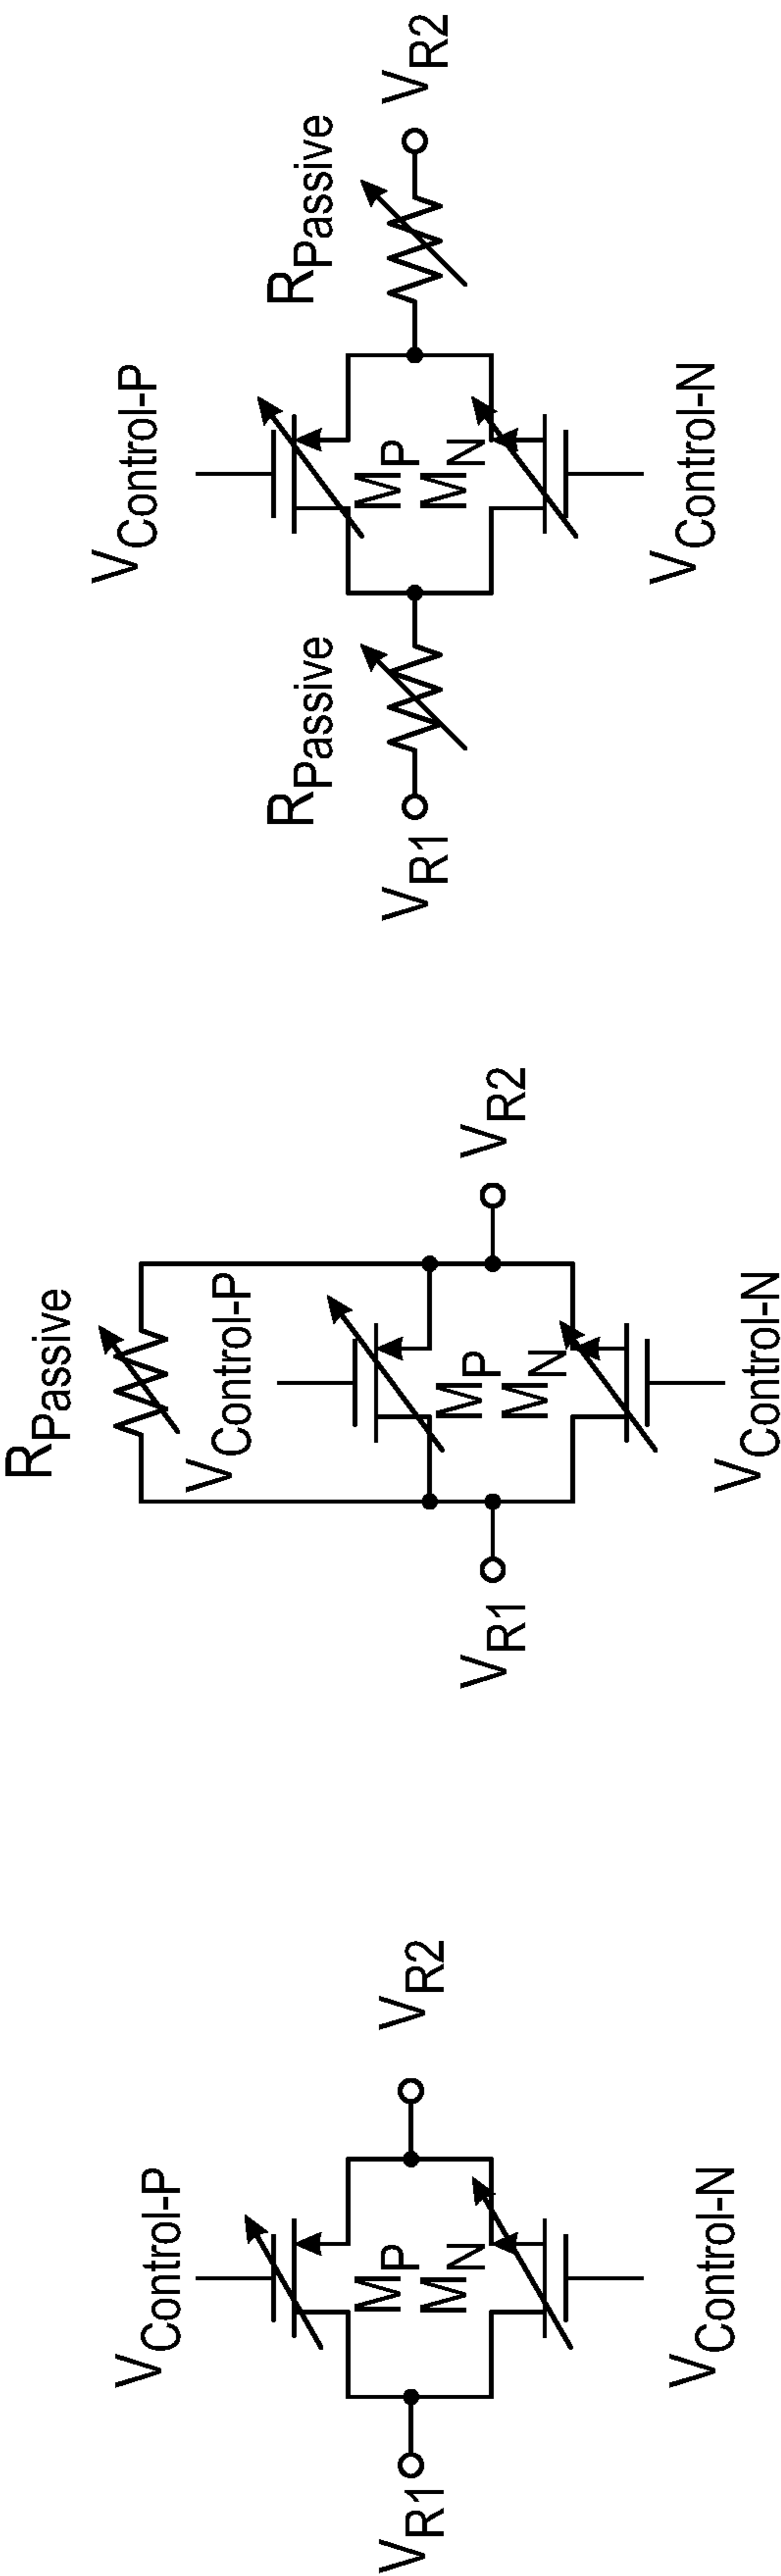 VControl-P
VR1
MP
MN
VR2
VControl-N
RPassive
VControl-P
VR1
MP
MN
VR2
VControl-N
VControl-P
RPassive
RPassive
VR1
MP
MN
VR2
VControl-N